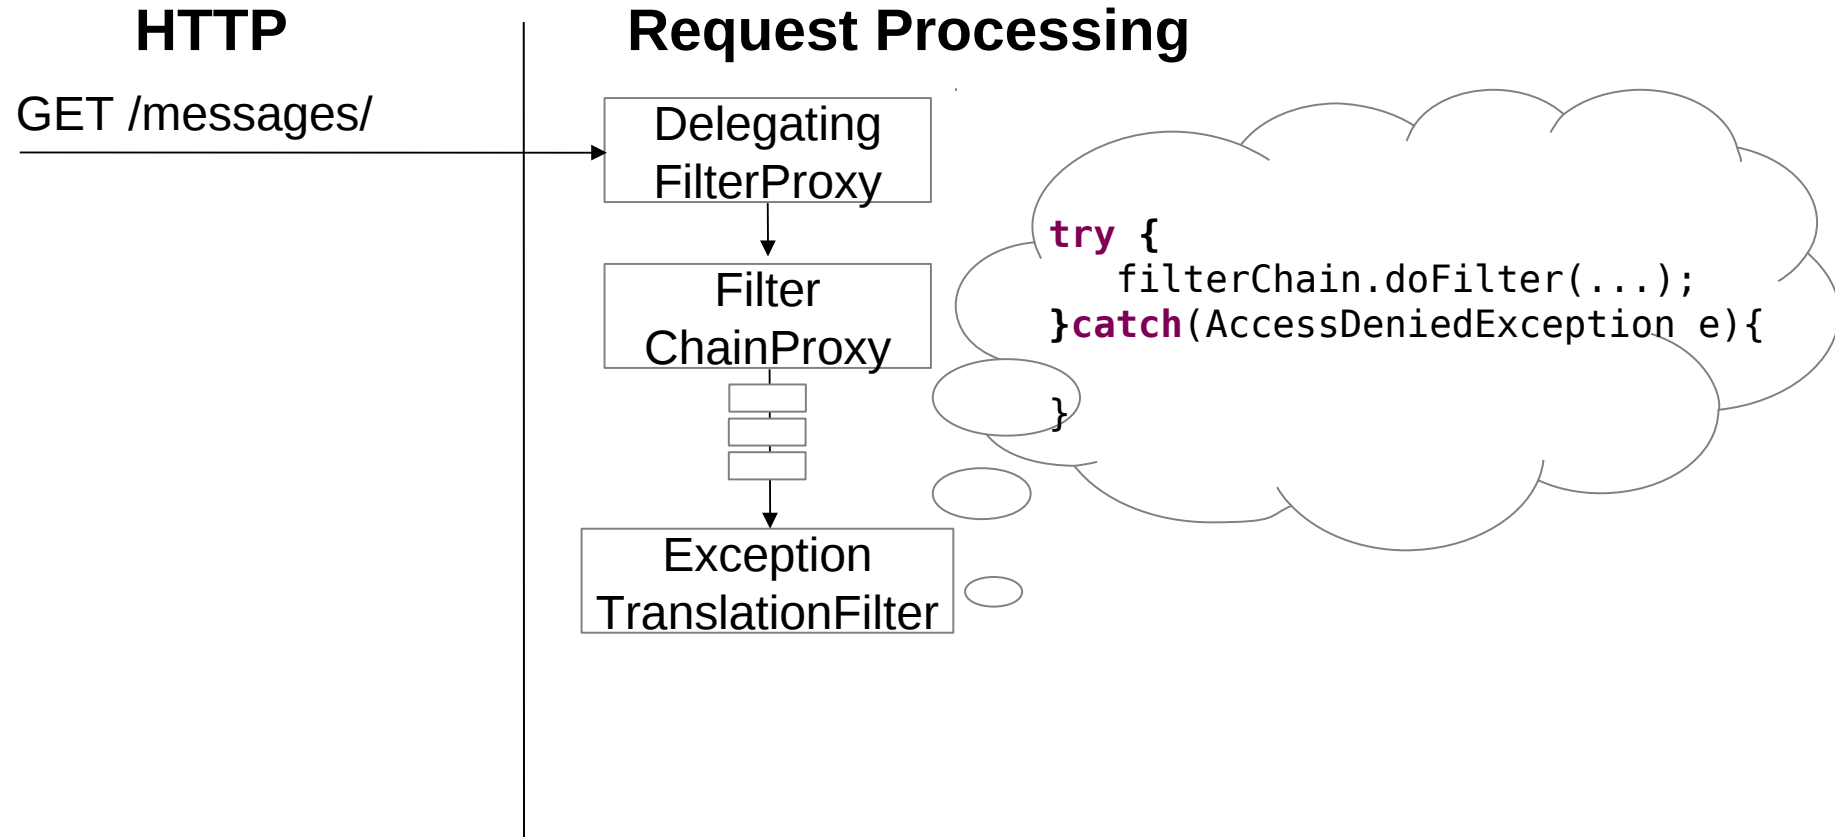 HTTP
Request Processing
GET /messages/
Delegating
FilterProxy
Filter
ChainProxy
Exception
TranslationFilter
try {
   filterChain.doFilter(...);
}catch(AccessDeniedException e){
}